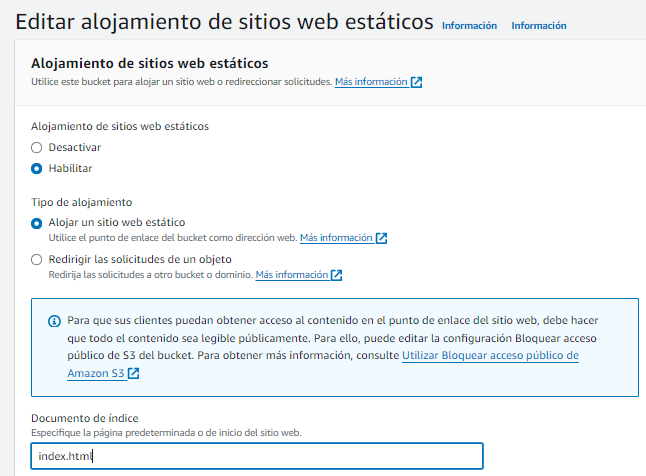 Editar alojamiento de sitios web estáticos Información Información
Alojamiento de sitios web estáticos
Utilice este bucket para alojar un sitio web o redireccionar solicitudes. Más información
Alojamiento de sitios web estáticos
Desactivar
Habilitar
Tipo de alojamiento
Alojar un sitio web estático
Utilice el punto de enlace del bucket como dirección web. Más información
Redirigir las solicitudes de un objeto
Redirija las solicitudes a otro bucket o dominio. Más información
Para que sus clientes puedan obtener acceso al contenido en el punto de enlace del sitio web, debe hacer
que todo el contenido sea legible públicamente. Para ello, puede editar la configuración Bloquear acceso
público de S3 del bucket. Para obtener más información, consulte Utilizar Bloquear acceso público de
Amazon S3
Documento de índice
Especifique la página predeterminada o de inicio del sitio web.
index.html